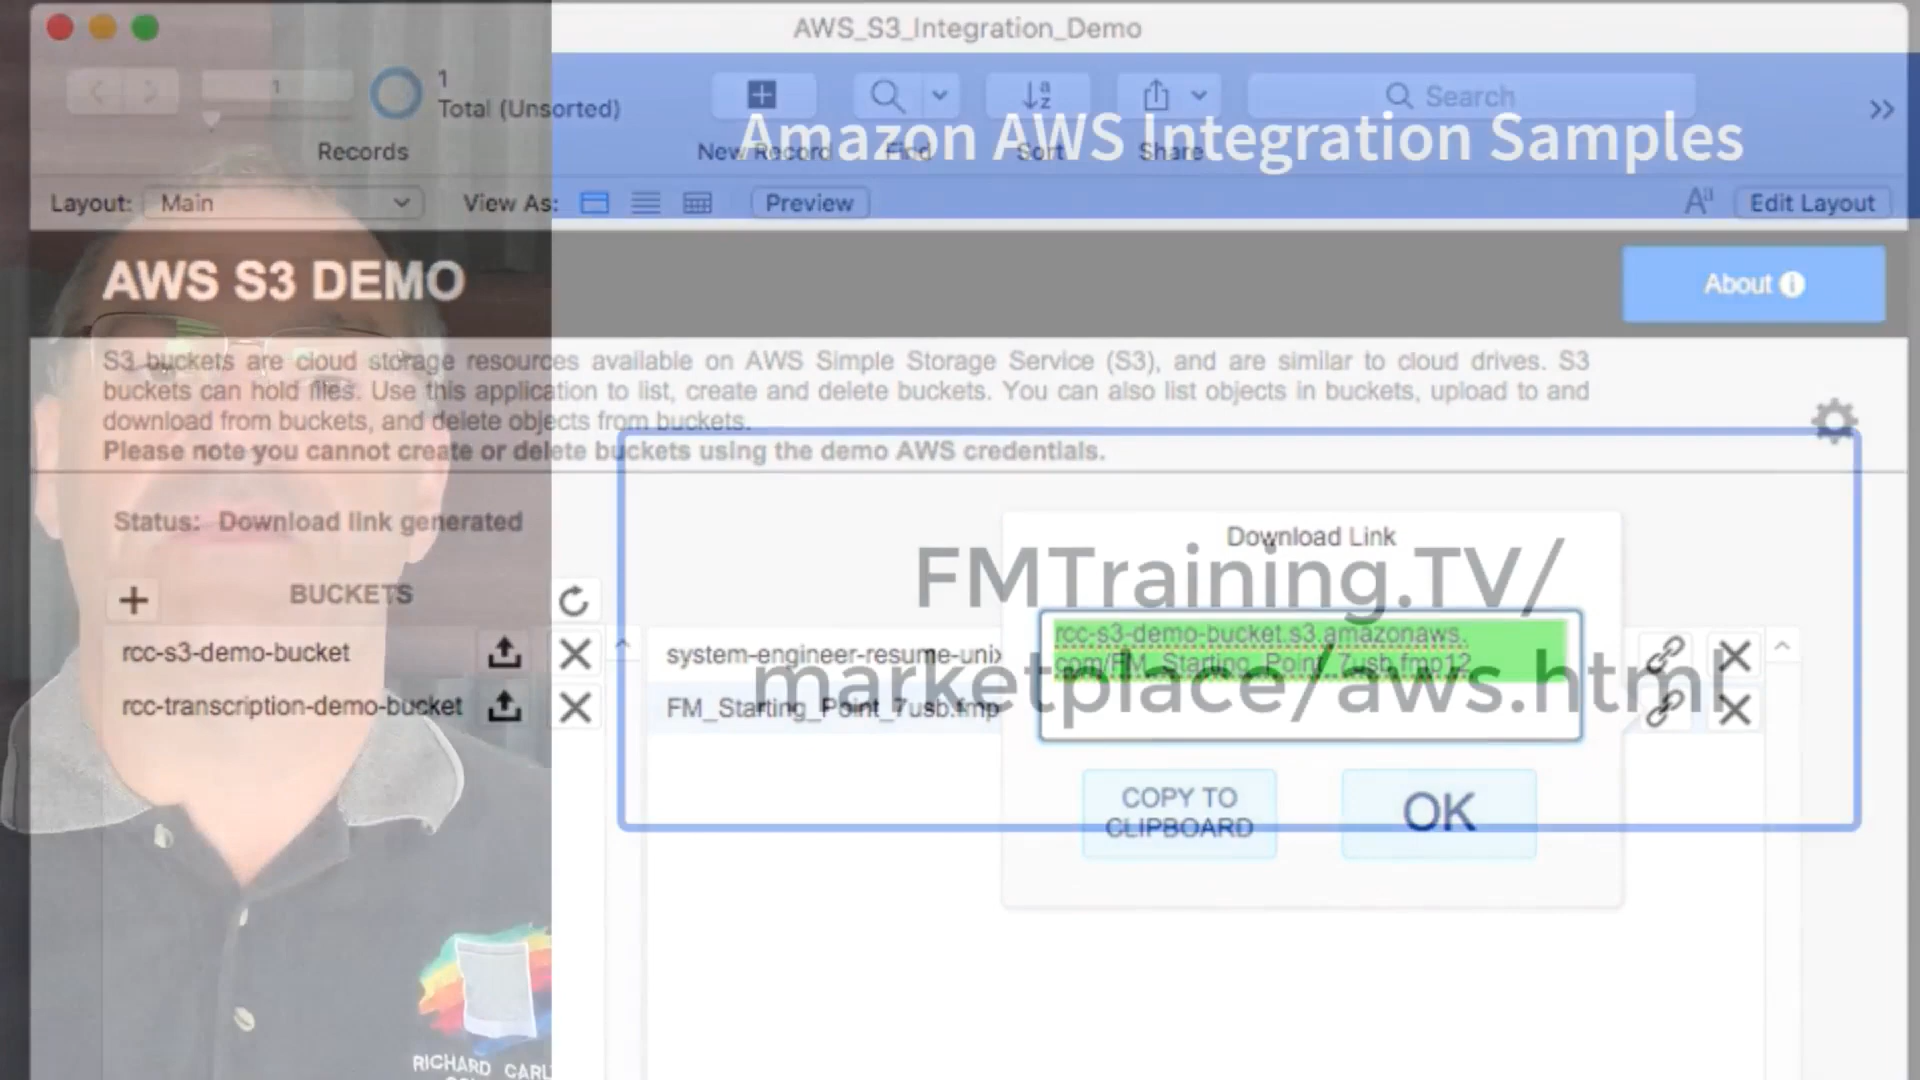 AWS_S3_Integration_Demo
1
1
Total (Unsorted)
Search
Records
New Record
Find
Sort
Share
Amazon AWS Integration Samples
Layout:
Main
View As:
Preview
Edit Layout
AWS S3 DEMO
About
S3 buckets are cloud storage resources available on AWS Simple Storage Service (S3), and are similar to cloud drives. S3
buckets can hold files. Use this application to list, create and delete buckets. You can also list objects in buckets, upload to and
download from buckets, and delete objects from buckets.
Please note you cannot create or delete buckets using the demo AWS credentials.
Status: Download link generated
Download Link
FMTraining.TV/
marketplace/aws.html
BUCKETS
rcc-s3-demo-bucket
rcc-transcription-demo-bucket
system-engineer-resume-unix
FM_Starting_Point_7usb.fmp
rcc-s3-demo-bucket.s3.amazonaws.
com/FM_Starting_Point_7usb.fmp12
COPY TO
CLIPBOARD
OK
RICHARD CARL